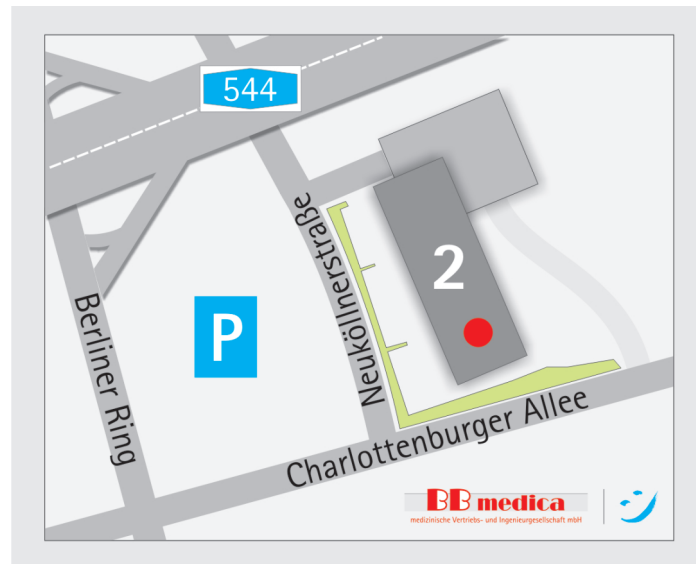 544
Neuköllnerstraße
2
Berliner Ring
P
Charlottenburger Allee
BB medica
medizinische Vertriebs- und Ingenieurgesellschaft mbH